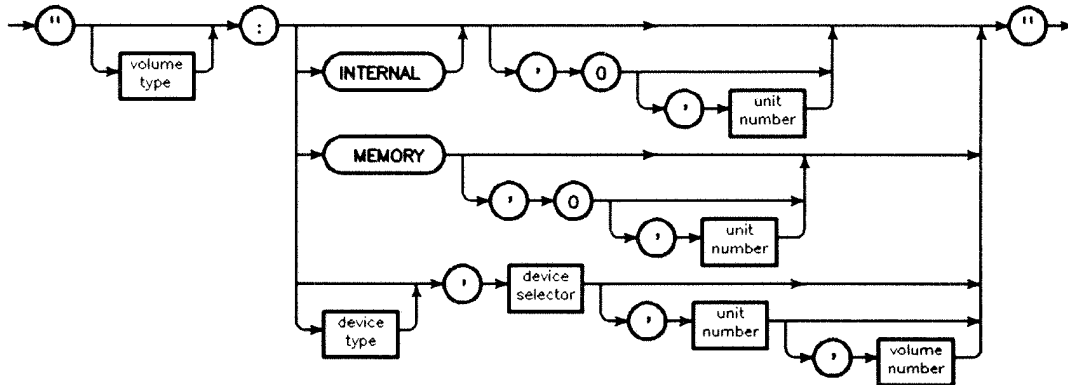 "
volume
type
:
INTERNAL
,
0
,
unit
number
"
MEMORY
,
0
,
unit
number
device
type
,
device
selector
,
unit
number
,
volume
number